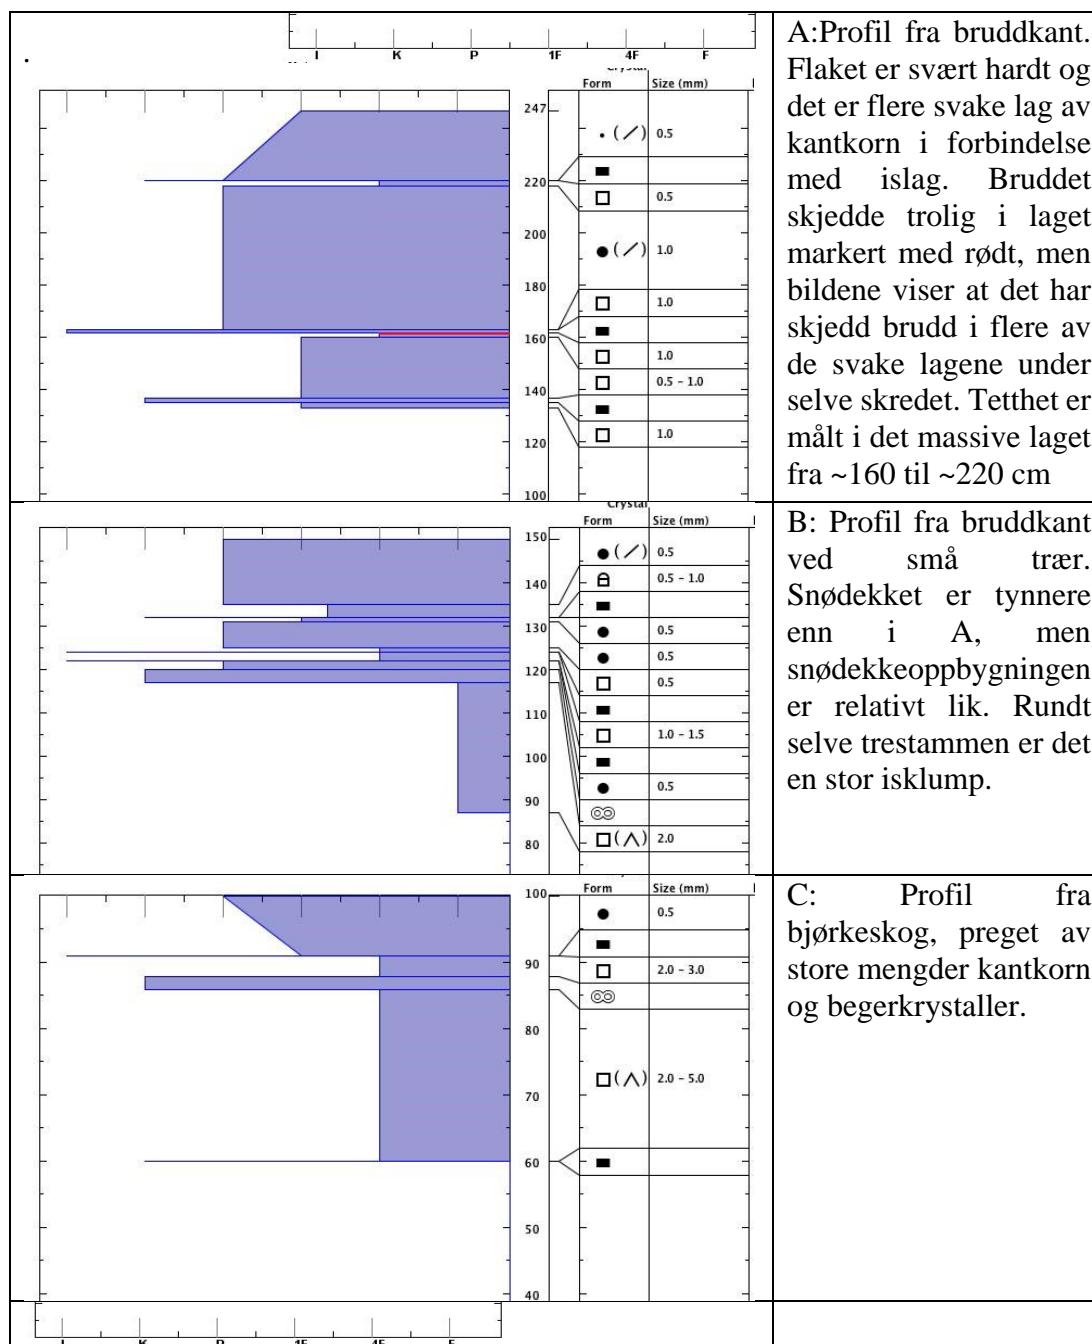 I K P 1F 4F F
.
Crystal
Form Size (mm)
247
• (╱) 0.5
■
220
□ 0.5
200
● (╱) 1.0
180
□ 1.0
■
160
□ 1.0
□ 0.5 - 1.0
140
■
120
□ 1.0
100
A:Profil fra bruddkant.
Flaket er svært hardt og
det er flere svake lag av
kantkorn i forbindelse
med islag. Bruddet
skjedde trolig i laget
markert med rødt, men
bildene viser at det har
skjedd brudd i flere av
de svake lagene under
selve skredet. Tetthet er
målt i det massive laget
fra ~160 til ~220 cm
Crystal
Form Size (mm)
150
● (╱) 0.5
140
0.5 - 1.0
■
130
● 0.5
● 0.5
120
□ 0.5
■
110
□ 1.0 - 1.5
100
■
90
● 0.5
80
□ (∧) 2.0
B: Profil fra bruddkant
ved små trær.
Snødekket er tynnere
enn i A, men
snødekkeoppbygningen
er relativt lik. Rundt
selve trestammen er det
en stor isklump.
Form Size (mm)
100
● 0.5
■
90
□ 2.0 - 3.0
80
□ (∧) 2.0 - 5.0
70
60
■
50
40
C: Profil fra
bjørkeskog, preget av
store mengder kantkorn
og begerkrystaller.
I K P 1F 4F F